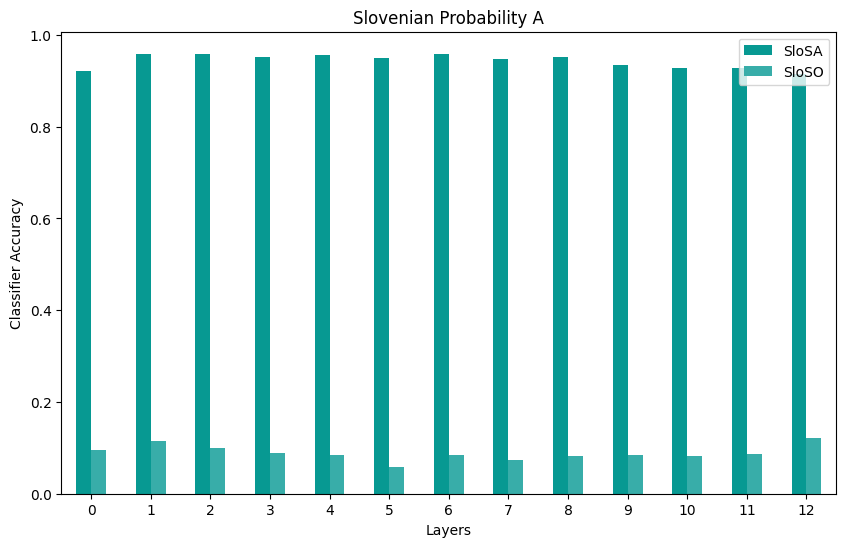 Slovenian Probability A
SloSA
SloSO
1.0
0.8
0.6
0.4
0.2
0.0
Classifier Accuracy
0 1 2 3 4 5 6 7 8 9 10 11 12
Layers